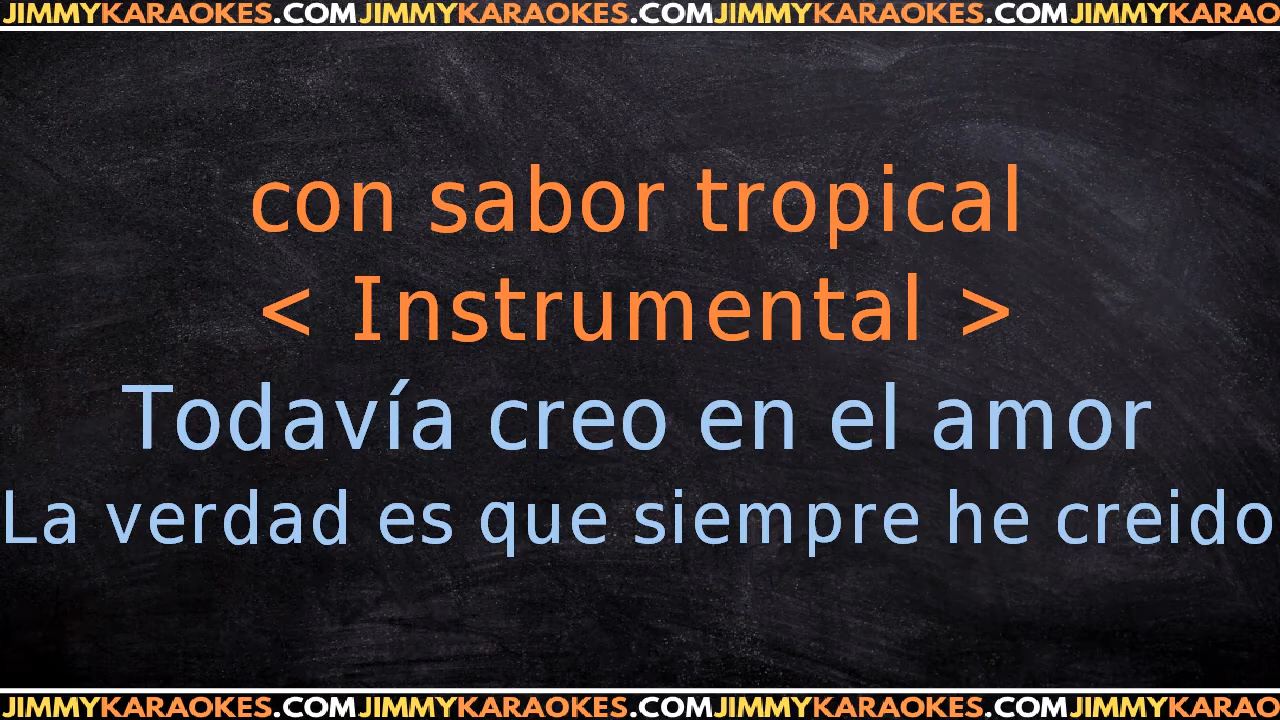 JIMMYKARAOKES.COMJIMMYKARAOKES.COMJIMMYKARAOKES.COMJIMMYKARAO
con sabor tropical
< Instrumental >
Todavía creo en el amor
La verdad es que siempre he creido
JIMMYKARAOKES.COMJIMMYKARAOKES.COMJIMMYKARAOKES.COMJIMMYKARAO